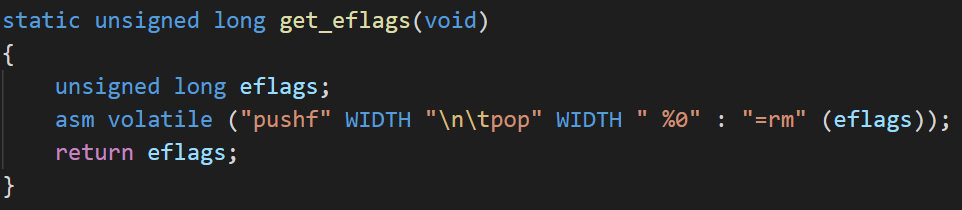 static unsigned long get_eflags(void)
{
    unsigned long eflags;
    asm volatile ("pushf" WIDTH "\n\tpop" WIDTH " %0" : "=rm" (eflags));
    return eflags;
}